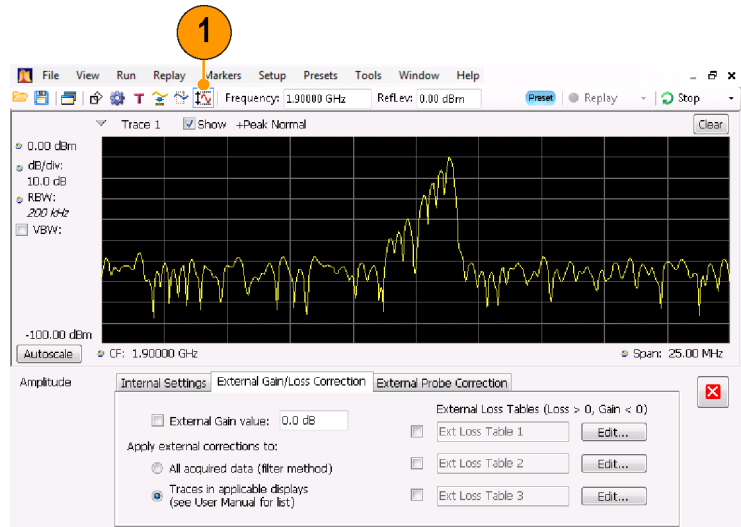 1
File View Run Replay Markers Setup Presets Tools Window Help
T Frequency: 1.90000 GHz RefLev: 0.00 dBm Preset Replay Stop
Trace 1 Show +Peak Normal Clear
0.00 dBm
dB/div:
10.0 dB
RBW:
200 kHz
VBW:
-100.00 dBm
Autoscale CF: 1.90000 GHz Span: 25.00 MHz
Amplitude Internal Settings External Gain/Loss Correction External Probe Correction
External Loss Tables (Loss > 0, Gain < 0)
External Gain value: 0.0 dB
Ext Loss Table 1 Edit...
Apply external corrections to:
All acquired data (filter method)
Ext Loss Table 2 Edit...
Traces in applicable displays
(see User Manual for list)
Ext Loss Table 3 Edit...